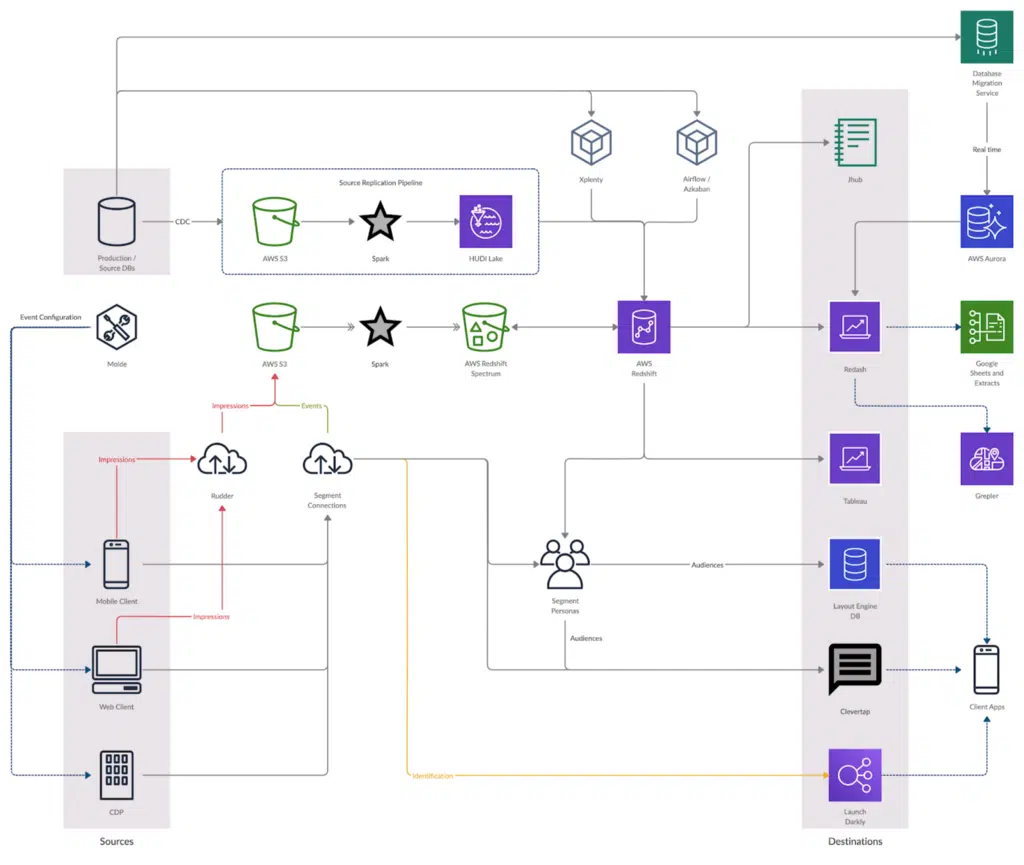 Database
Migration
Service
Source Replication Pipeline
Xplenty
Airflow /
Azkaban
Jhub
Real time
CDC
Production /
Source DBs
AWS S3
Spark
HUDI Lake
AWS Aurora
Event Configuration
Moide
AWS S3
Spark
AWS Redshift
Spectrum
AWS
Redshift
Redash
Google
Sheets and
Extracts
Impressions
Events
Impressions
Rudder
Segment
Connections
Tableau
Grepler
Mobile Client
Segment
Personas
Audiences
Layout Engine
DB
Impressions
Audiences
Web Client
Clevertap
Client Apps
Identification
CDP
Launch
Darkly
Sources
Destinations